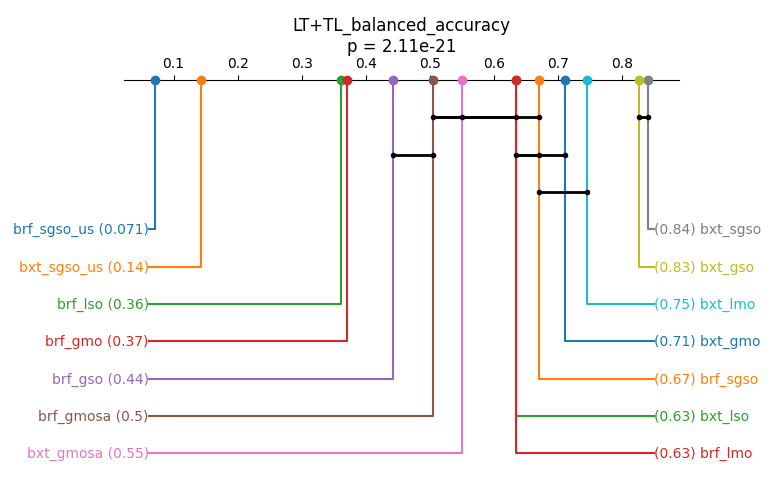 LT+TL_balanced_accuracy
p = 2.11e-21
0.1 0.2 0.3 0.4 0.5 0.6 0.7 0.8
brf_sgso_us (0.071) (0.84) bxt_sgso
bxt_sgso_us (0.14) (0.83) bxt_gso
brf_lso (0.36) (0.75) bxt_lmo
brf_gmo (0.37) (0.71) bxt_gmo
brf_gso (0.44) (0.67) brf_sgso
brf_gmosa (0.5) (0.63) bxt_lso
bxt_gmosa (0.55) (0.63) brf_lmo